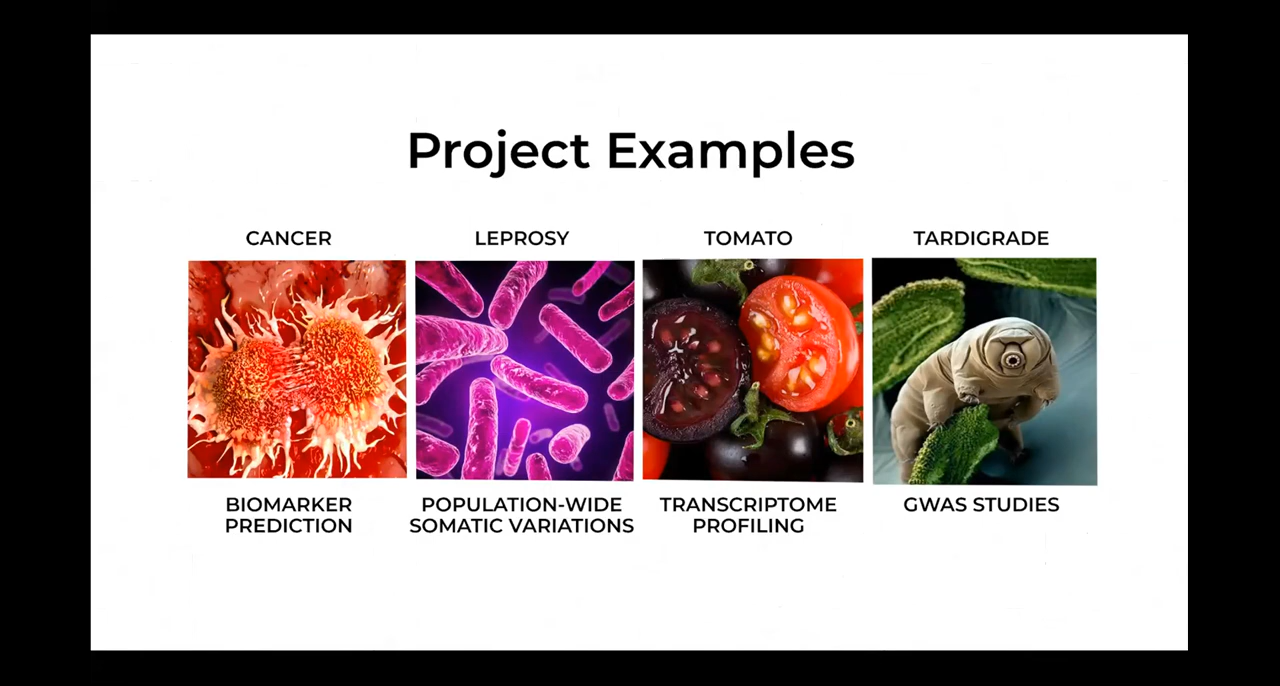 Project Examples
CANCER
BIOMARKER
PREDICTION
LEPROSY
POPULATION-WIDE
SOMATIC VARIATIONS
TOMATO
TRANSCRIPTOME
PROFILING
TARDIGRADE
GWAS STUDIES